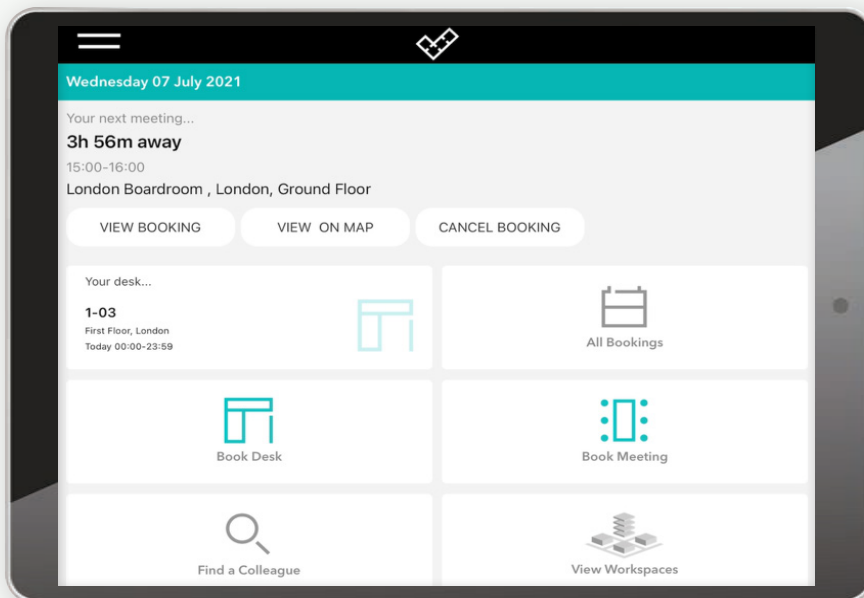 Wednesday 07 July 2021
Your next meeting...
3h 56m away
15:00-16:00
London Boardroom , London, Ground Floor
VIEW BOOKING
VIEW ON MAP
CANCEL BOOKING
Your desk...
1-03
First Floor, London
Today 00:00-23:59
All Bookings
Book Desk
Book Meeting
Find a Colleague
View Workspaces